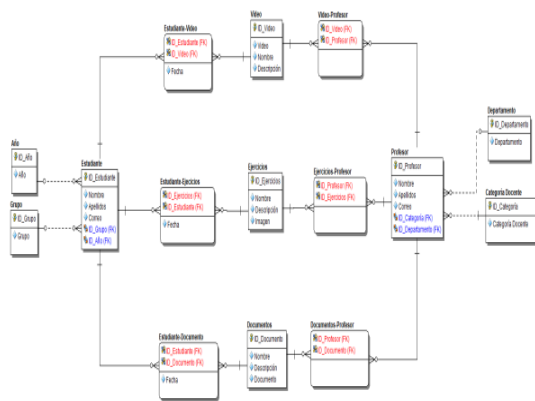 Estudiante-Video
ID_Estudiante (FK)
ID_Video (FK)
Fecha
Video
ID_Video
Video
Nombre
Descripción
Video-Profesor
ID_Video (FK)
ID_Profesor (FK)
Departamento
ID_Departamento
Departamento
Año
ID_Año
Año
Estudiante
ID_Estudiante
Nombre
Apellidos
Correo
ID_Grupo (FK)
ID_Año (FK)
Estudiante-Ejercicios
ID_Ejercicios (FK)
ID_Estudiante (FK)
Fecha
Ejercicios
ID_Ejercicios
Nombre
Descripción
Imagen
Ejercicios-Profesor
ID_Profesor (FK)
ID_Ejercicios (FK)
Profesor
ID_Profesor
Nombre
Apellidos
Correo
ID_Categoría (FK)
ID_Departamento (FK)
Categoría Docente
ID_Categoría
Categoría Docente
Grupo
ID_Grupo
Grupo
Estudiante-Documento
ID_Estudiante (FK)
ID_Documento (FK)
Fecha
Documentos
ID_Documento
Nombre
Descripción
Documento
Documentos-Profesor
ID_Profesor (FK)
ID_Documento (FK)